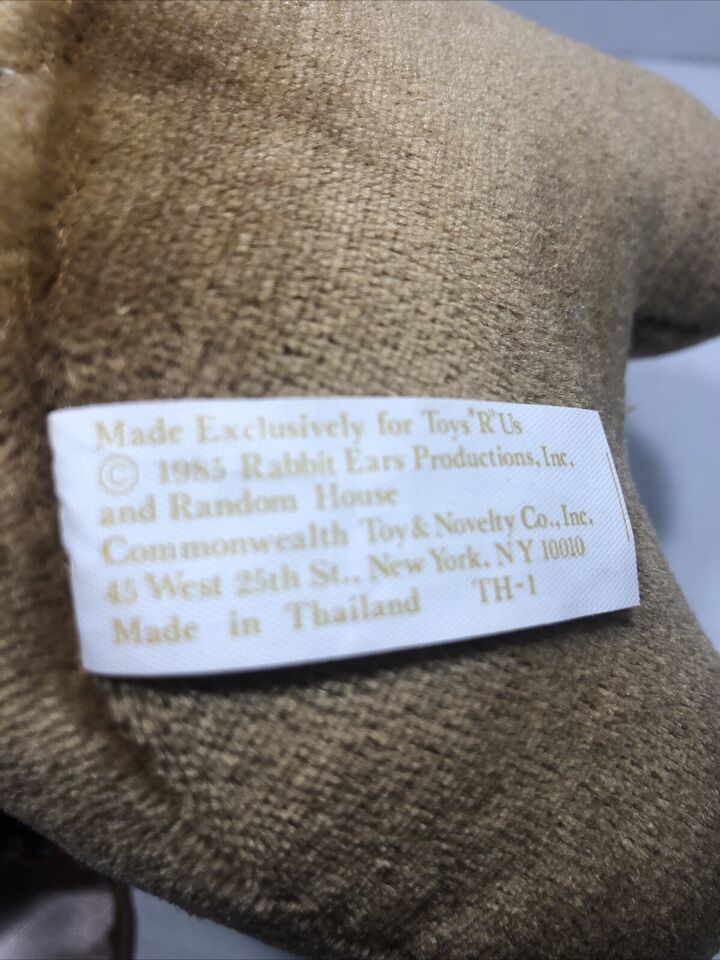 Made Exclusively for Toys "R" Us
© 1985 Rabbit Ears Productions, Inc.
and Random House
Commonwealth Toy & Novelty Co., Inc.
45 West 25th St., New York, NY 10010
Made in Thailand TH-1